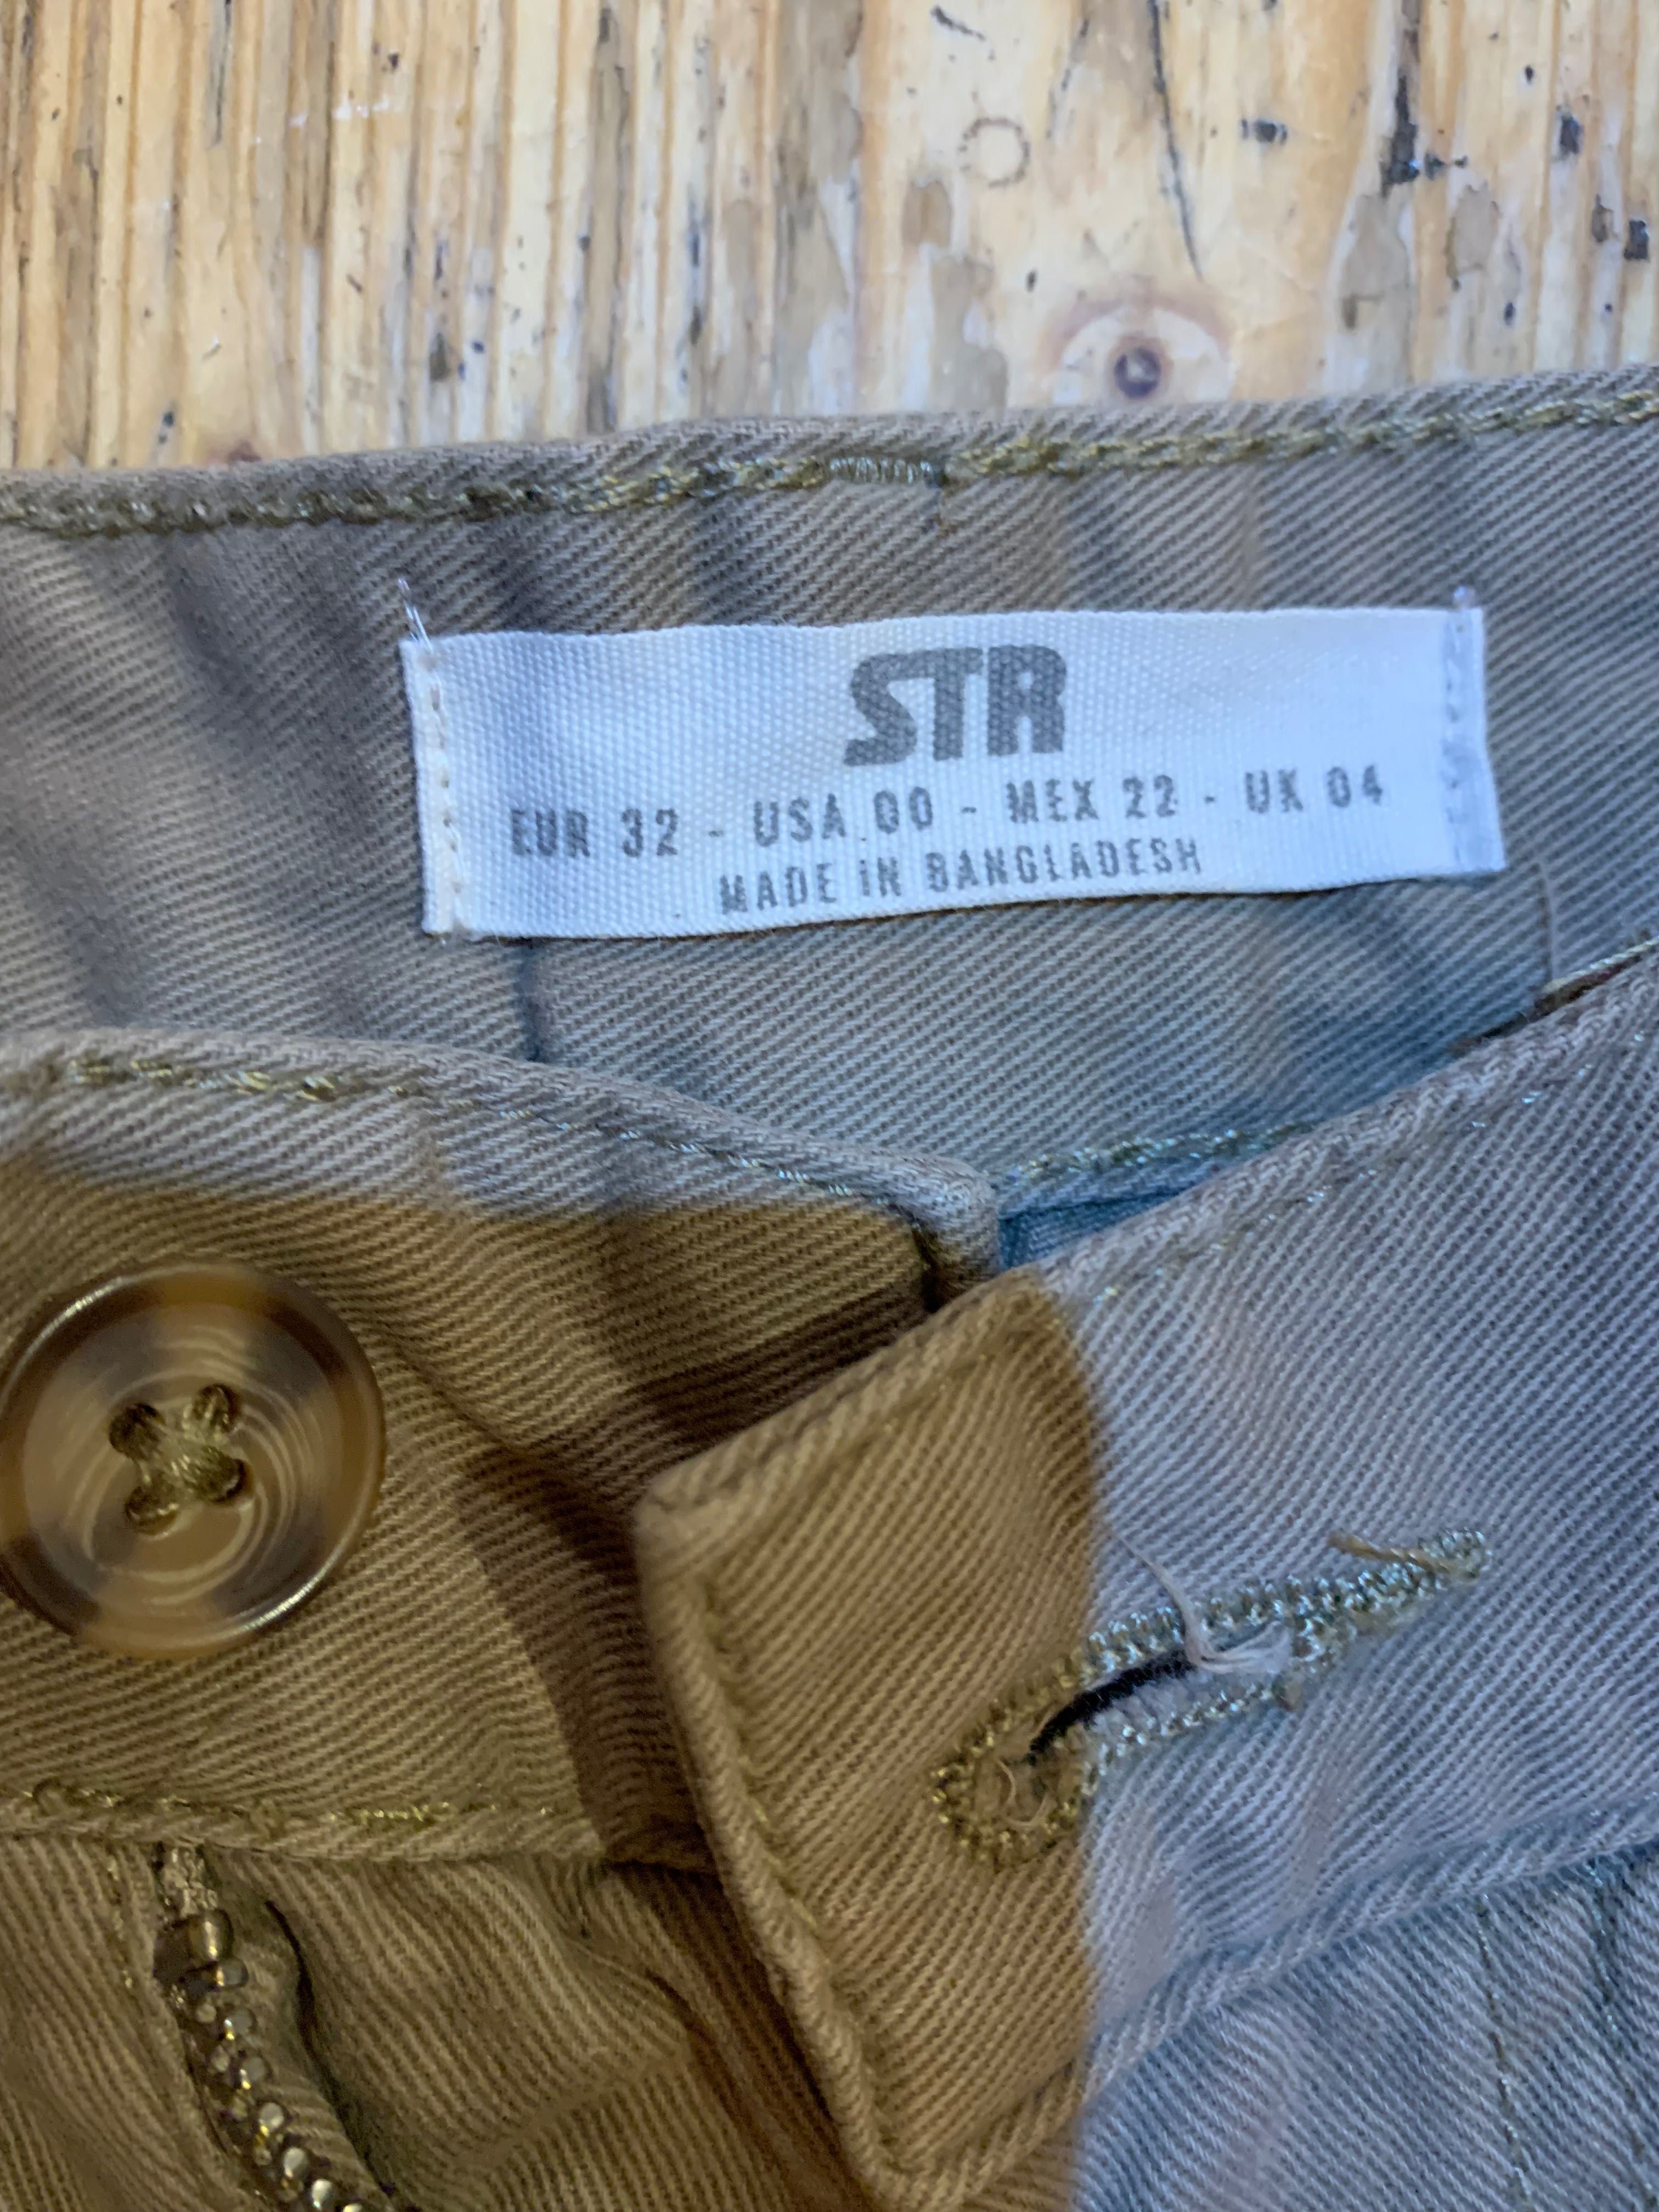 STR
EUR 32 - USA 00 - MEX 22 - UK 04
MADE IN BANGLADESH